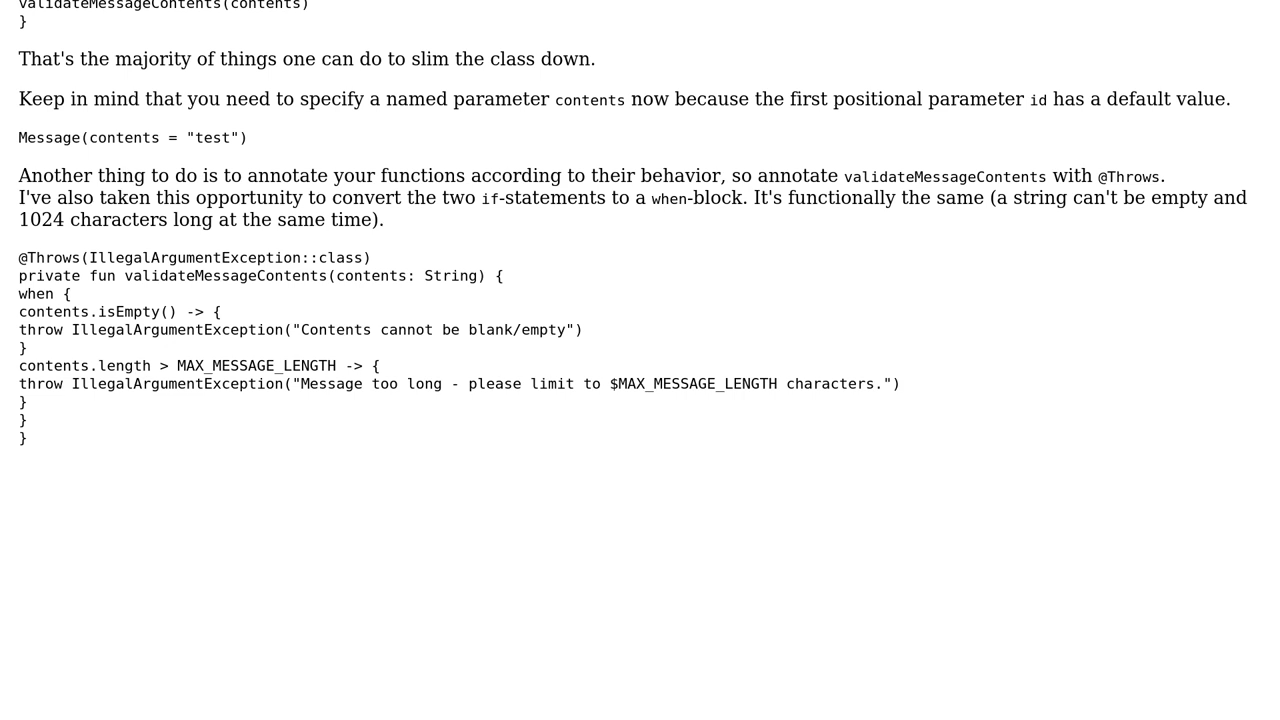 validateMessageContents(contents)
}
That's the majority of things one can do to slim the class down.
Keep in mind that you need to specify a named parameter contents now because the first positional parameter id has a default value.
Message(contents = "test")
Another thing to do is to annotate your functions according to their behavior, so annotate validateMessageContents with @Throws.
I've also taken this opportunity to convert the two if-statements to a when-block. It's functionally the same (a string can't be empty and
1024 characters long at the same time).
@Throws(IllegalArgumentException::class)
private fun validateMessageContents(contents: String) {
when {
contents.isEmpty() -> {
throw IllegalArgumentException("Contents cannot be blank/empty")
}
contents.length > MAX_MESSAGE_LENGTH -> {
throw IllegalArgumentException("Message too long - please limit to $MAX_MESSAGE_LENGTH characters.")
}
}
}